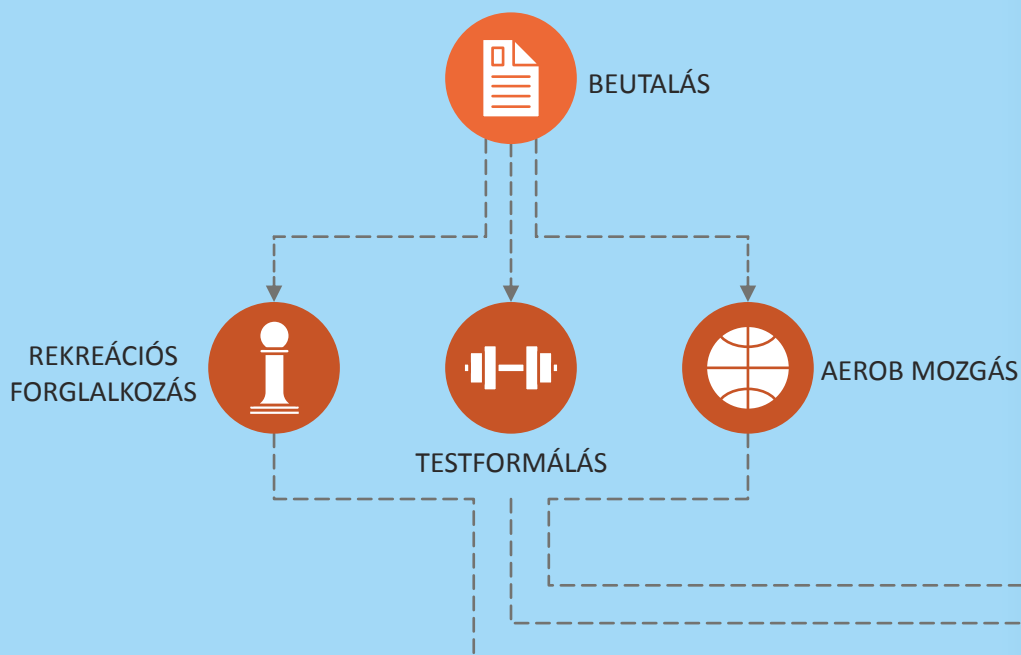 BEUTALÁS
REKREÁCIÓS
FORGLALKOZÁS
TESTFORMÁLÁS
AEROB MOZGÁS